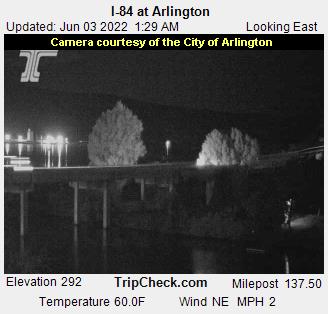 I-84 at Arlington
Updated: Jun 03 2022 1:29 AM Looking East
Camera courtesy of the City of Arlington
Elevation 292 TripCheck.com Milepost 137.50
Temperature 60.0F Wind NE MPH 2